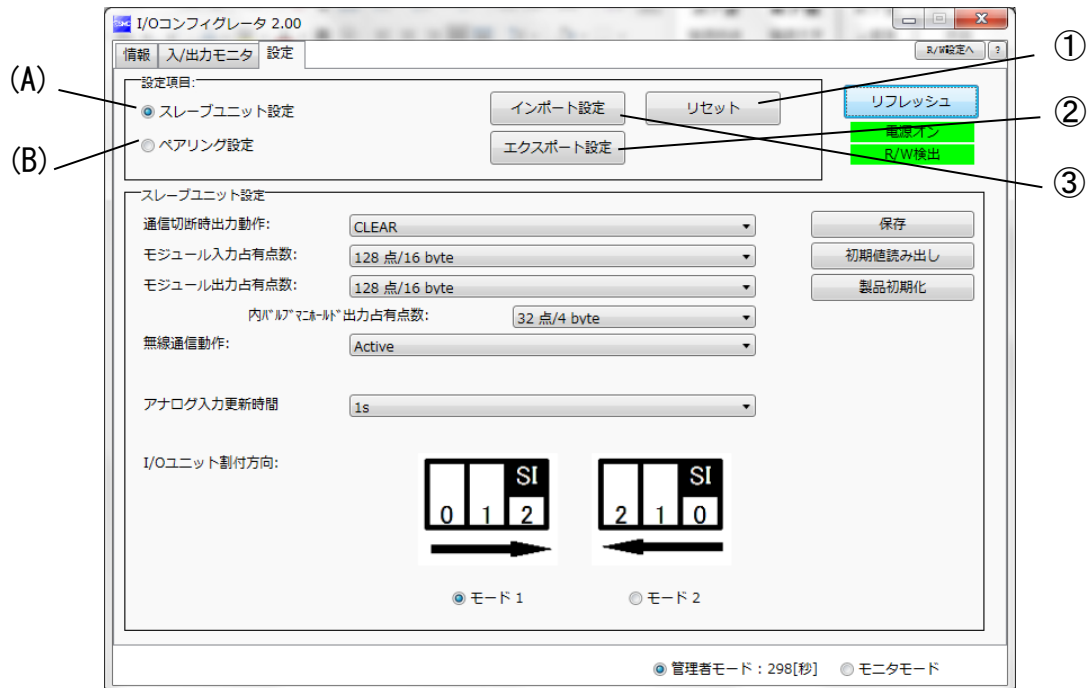 I/Oコンフィグレータ 2.00
情報 入/出力モニタ 設定 R/W設定へ ?
①
(A)
設定項目:
スレーブユニット設定 インポート設定 リセット リフレッシュ
②
電源オン
(B)
ペアリング設定 エクスポート設定 R/W検出
③
スレーブユニット設定
通信切断時出力動作: CLEAR 保存
モジュール入力占有点数: 128 点/16 byte 初期値読み出し
モジュール出力占有点数: 128 点/16 byte 製品初期化
内バルブマニホールド出力占有点数: 32 点/4 byte
無線通信動作: Active
アナログ入力更新時間 1s
I/Oユニット割付方向:
SI SI
0 1 2 2 1 0
モード 1 モード 2
管理者モード：298[秒] モニタモード